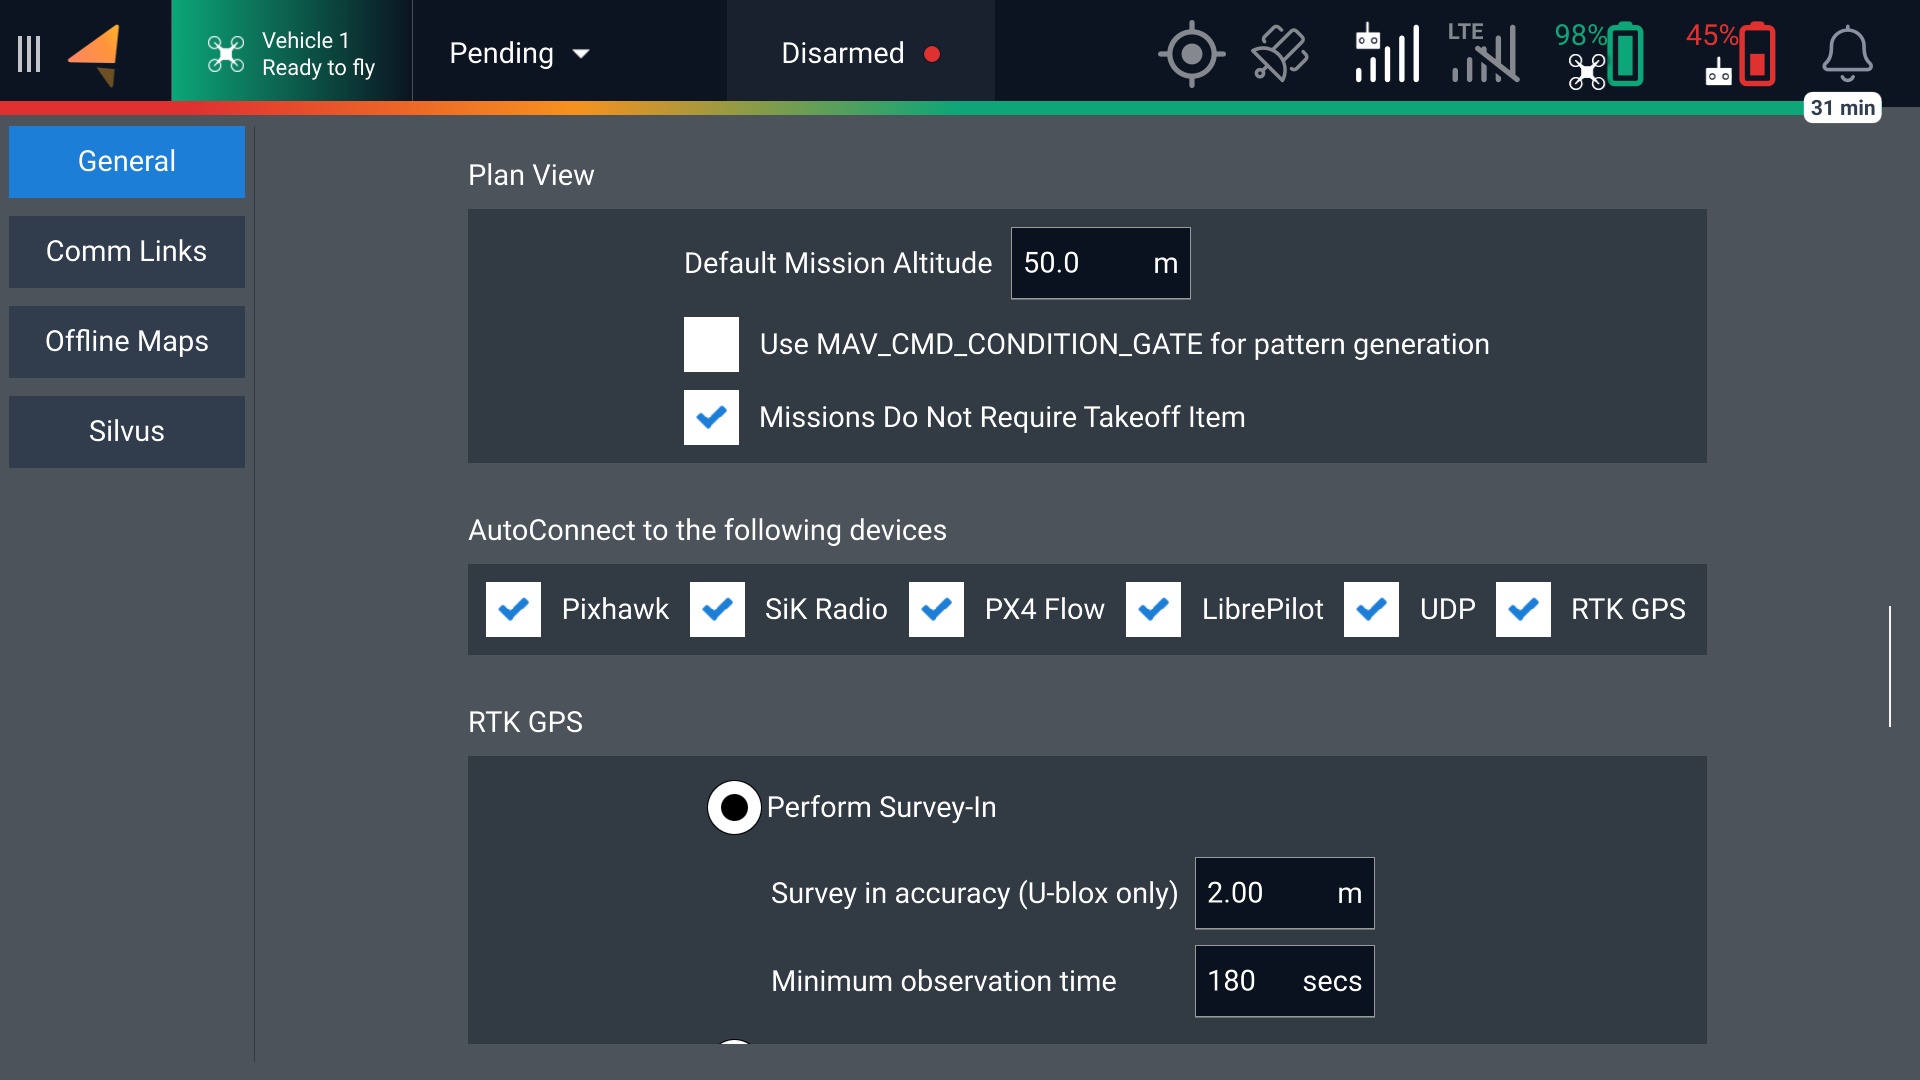 Vehicle 1
Ready to fly
Pending
Disarmed
LTE
98%
45%
31 min
General
Comm Links
Offline Maps
Silvus
Plan View
Default Mission Altitude 50.0 m
Use MAV_CMD_CONDITION_GATE for pattern generation
Missions Do Not Require Takeoff Item
AutoConnect to the following devices
Pixhawk SiK Radio PX4 Flow LibrePilot UDP RTK GPS
RTK GPS
Perform Survey-In
Survey in accuracy (U-blox only) 2.00 m
Minimum observation time 180 secs